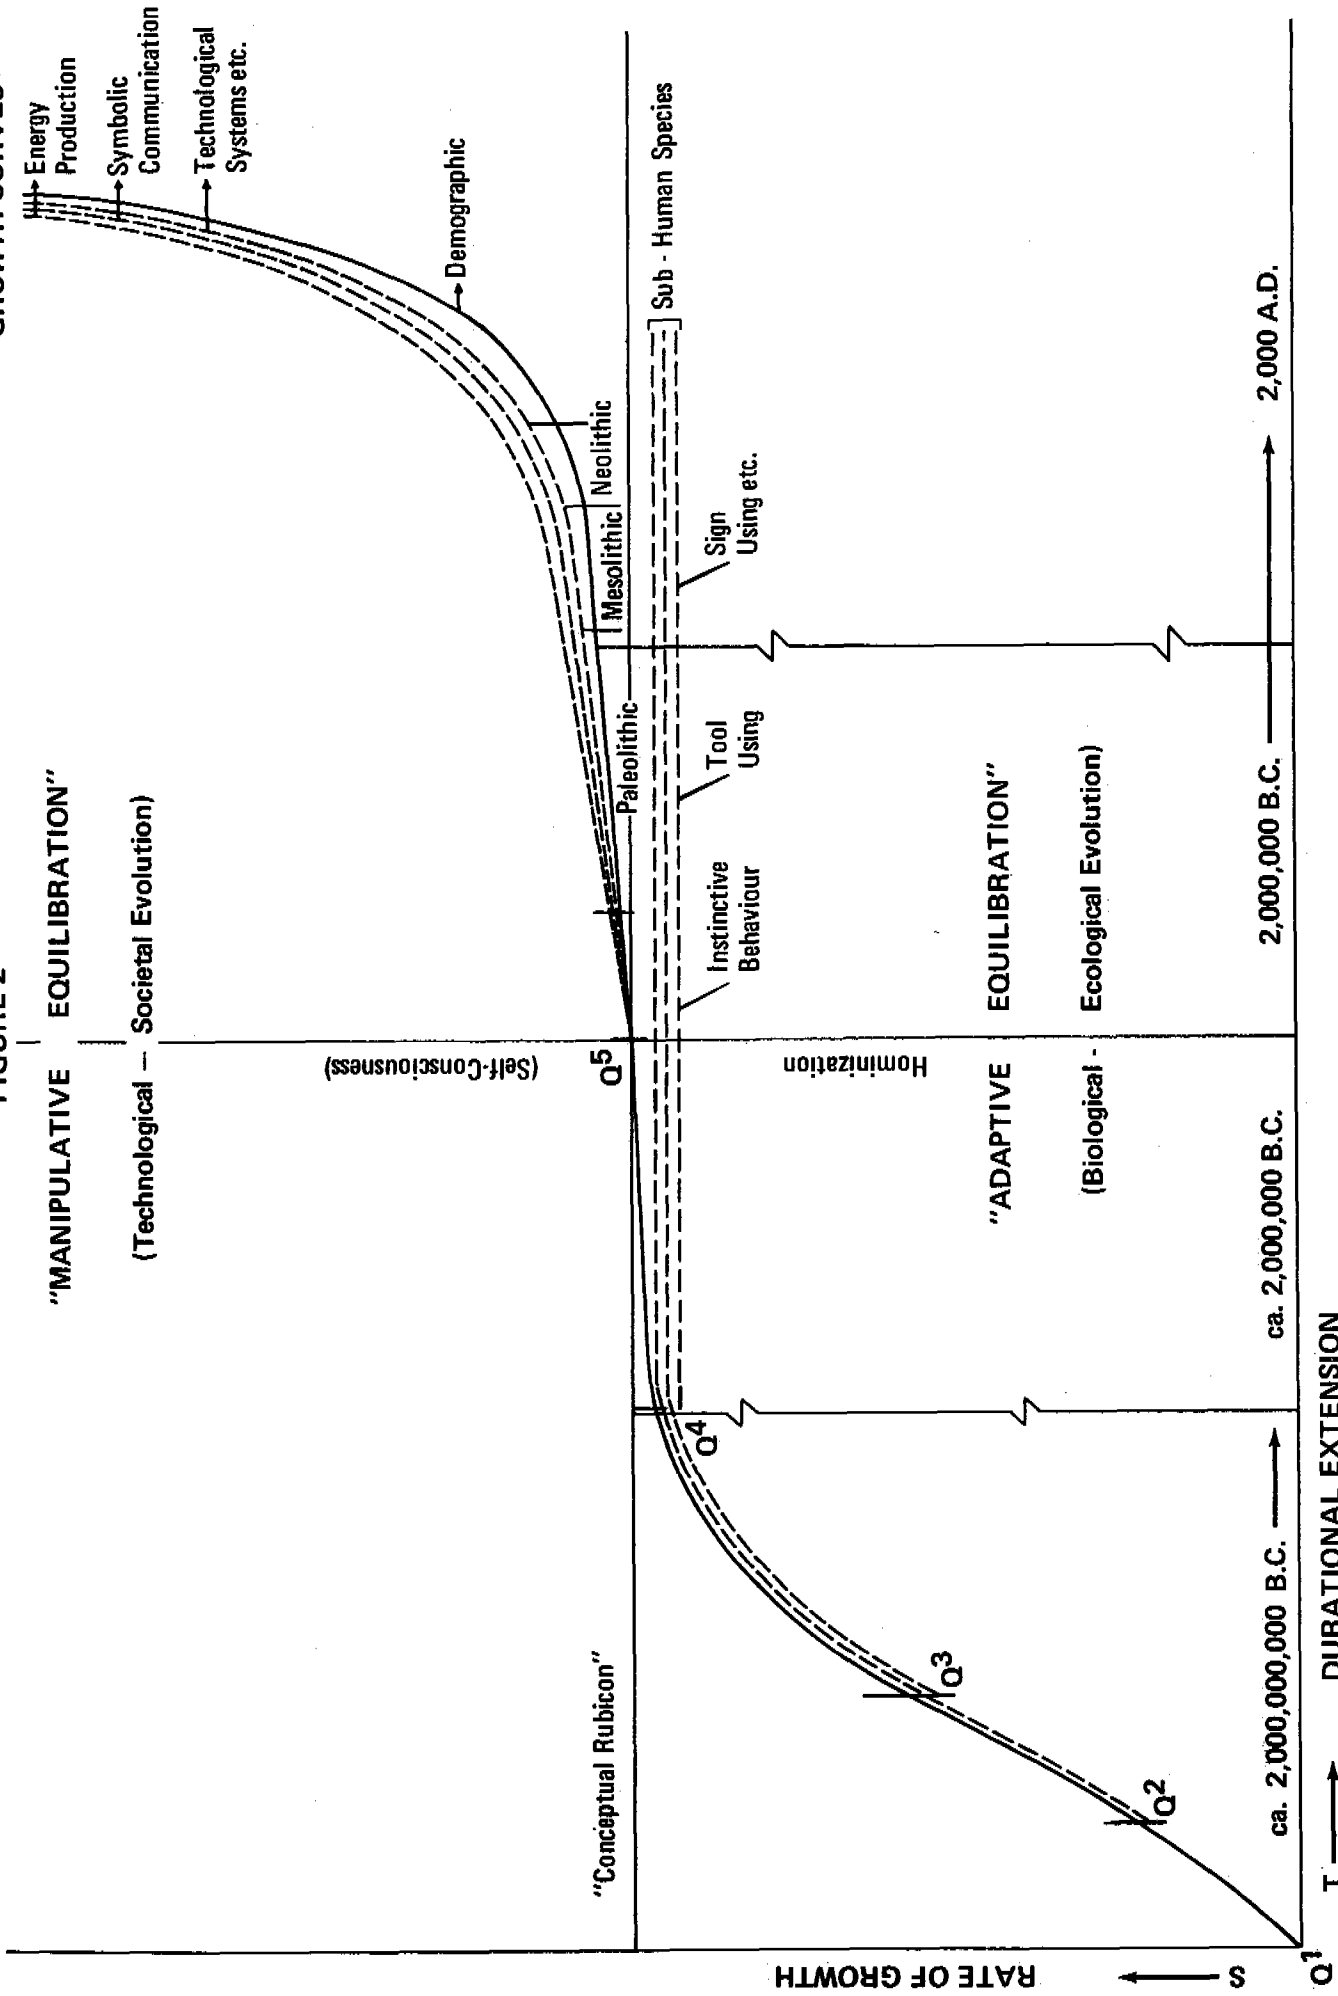 FIGURE 2
GROWTH CURVES
"MANIPULATIVE EQUILIBRATION"
(Technological — Societal Evolution)
Energy
Production
Symbolic
Communication
Technological
Systems etc.
Demographic
(Self-Consciousness)
"Conceptual Rubicon"
Q5
Paleolithic
Mesolithic
Neolithic
Sub - Human Species
Instinctive
Behaviour
Tool
Using
Sign
Using etc.
Q4
Hominization
Q3
"ADAPTIVE EQUILIBRATION"
(Biological - Ecological Evolution)
Q2
ca. 2,000,000,000 B.C.
ca. 2,000,000 B.C.
2,000,000 B.C.
2,000 A.D.
S
RATE OF GROWTH
Q1
T
DURATIONAL EXTENSION